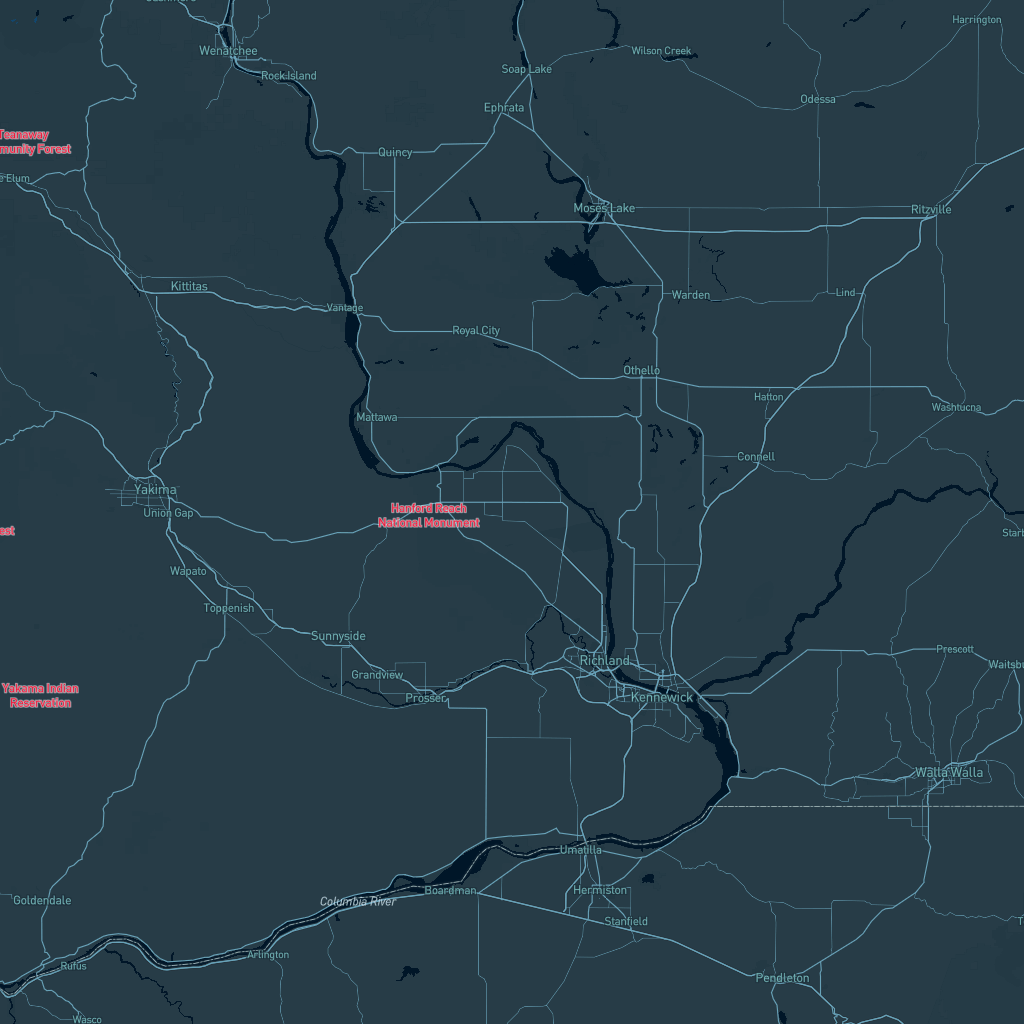 Harrington
Wenatchee
Wilson Creek
Soap Lake
Rock Island
Odessa
Ephrata
Teanaway
Quincy
Moses Lake
Ritzville
Kittitas
Warden
Lind
Vantage
Royal City
Othello
Hatton
Washtucna
Mattawa
Connell
Yakima
Union Gap
Hanford Reach
National Monument
Wapato
Toppenish
Sunnyside
Prescott
Richland
Grandview
Yakama Indian
Reservation
Prosser
Kennewick
Walla Walla
Umatilla
Boardman
Hermiston
Columbia River
Goldendale
Stanfield
Arlington
Rufus
Pendleton
Wasco